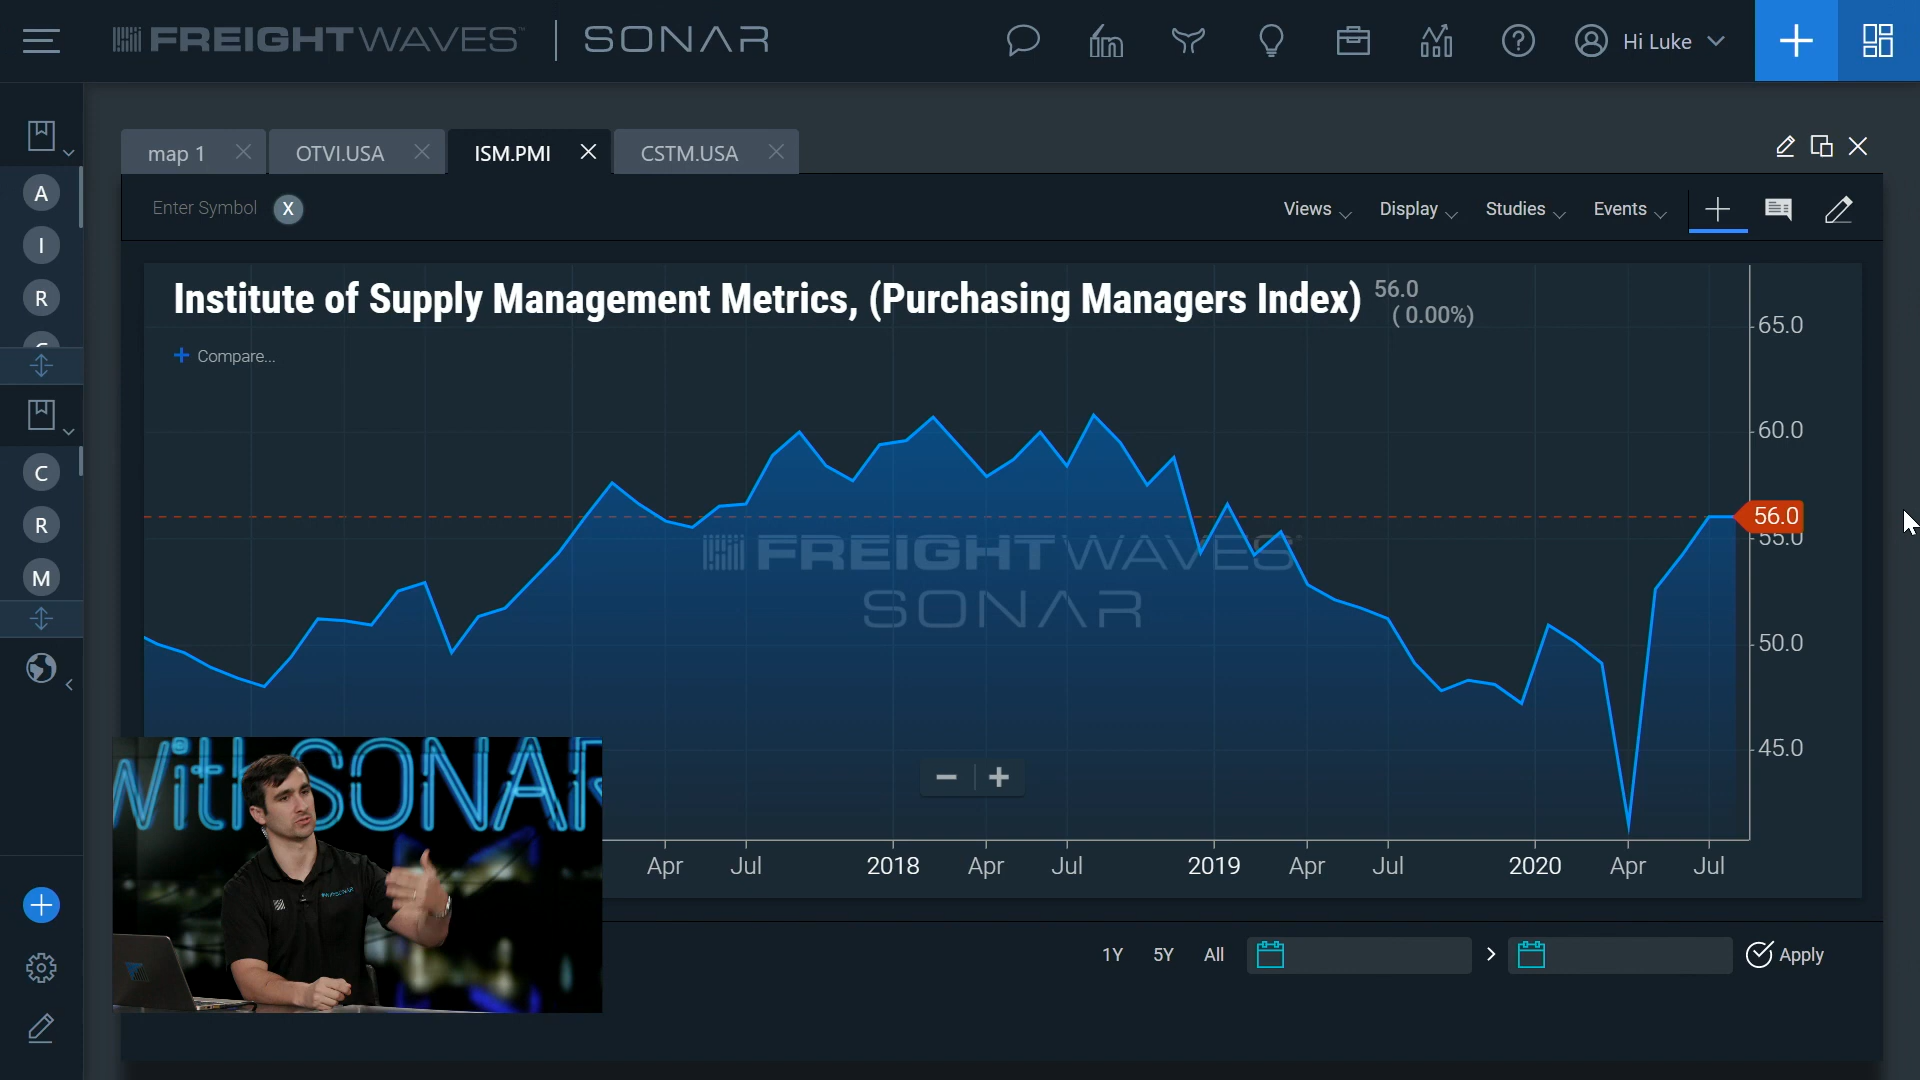 FREIGHTWAVES™ | SONAR
Hi Luke
map 1
OTVI.USA
ISM.PMI
CSTM.USA
Enter Symbol X
Views
Display
Studies
Events
A
I
R
C
R
M
Institute of Supply Management Metrics, (Purchasing Managers Index) 56.0
( 0.00%)
+ Compare...
65.0
60.0
56.0
55.0
50.0
45.0
FREIGHTWAVES
SONAR
Apr Jul 2018 Apr Jul 2019 Apr Jul 2020 Apr Jul
With SONAR
1Y 5Y All
Apply